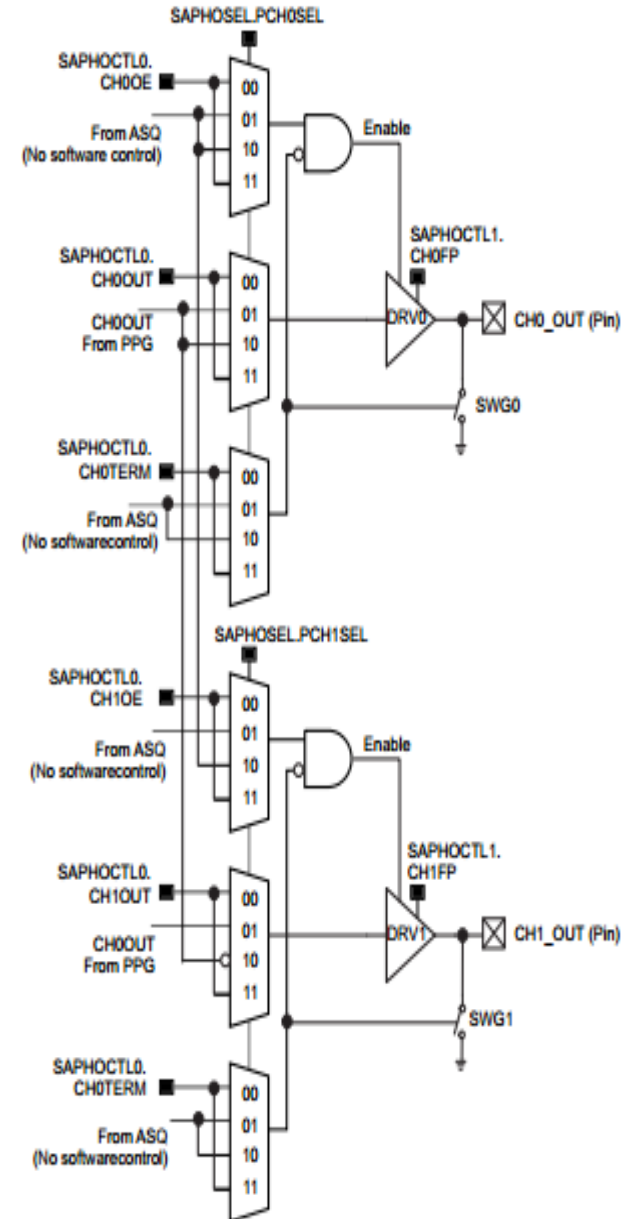 SAPHOSEL.PCH0SEL
SAPHOCTL0.
CH0OE
00
01
From ASQ
(No software control)
10
11
Enable
SAPHOCTL1.
CH0FP
SAPHOCTL0.
CH0OUT
00
01
CH0OUT
From PPG
10
11
DRV0
CH0_OUT (Pin)
SWG0
SAPHOCTL0.
CH0TERM
00
01
From ASQ
(No softwarecontrol)
10
11
SAPHOSEL.PCH1SEL
SAPHOCTL0.
CH1OE
00
01
From ASQ
(No softwarecontrol)
10
11
Enable
SAPHOCTL1.
CH1FP
SAPHOCTL0.
CH1OUT
00
01
CH0OUT
From PPG
10
11
DRV1
CH1_OUT (Pin)
SWG1
SAPHOCTL0.
CH0TERM
00
01
From ASQ
(No softwarecontrol)
10
11